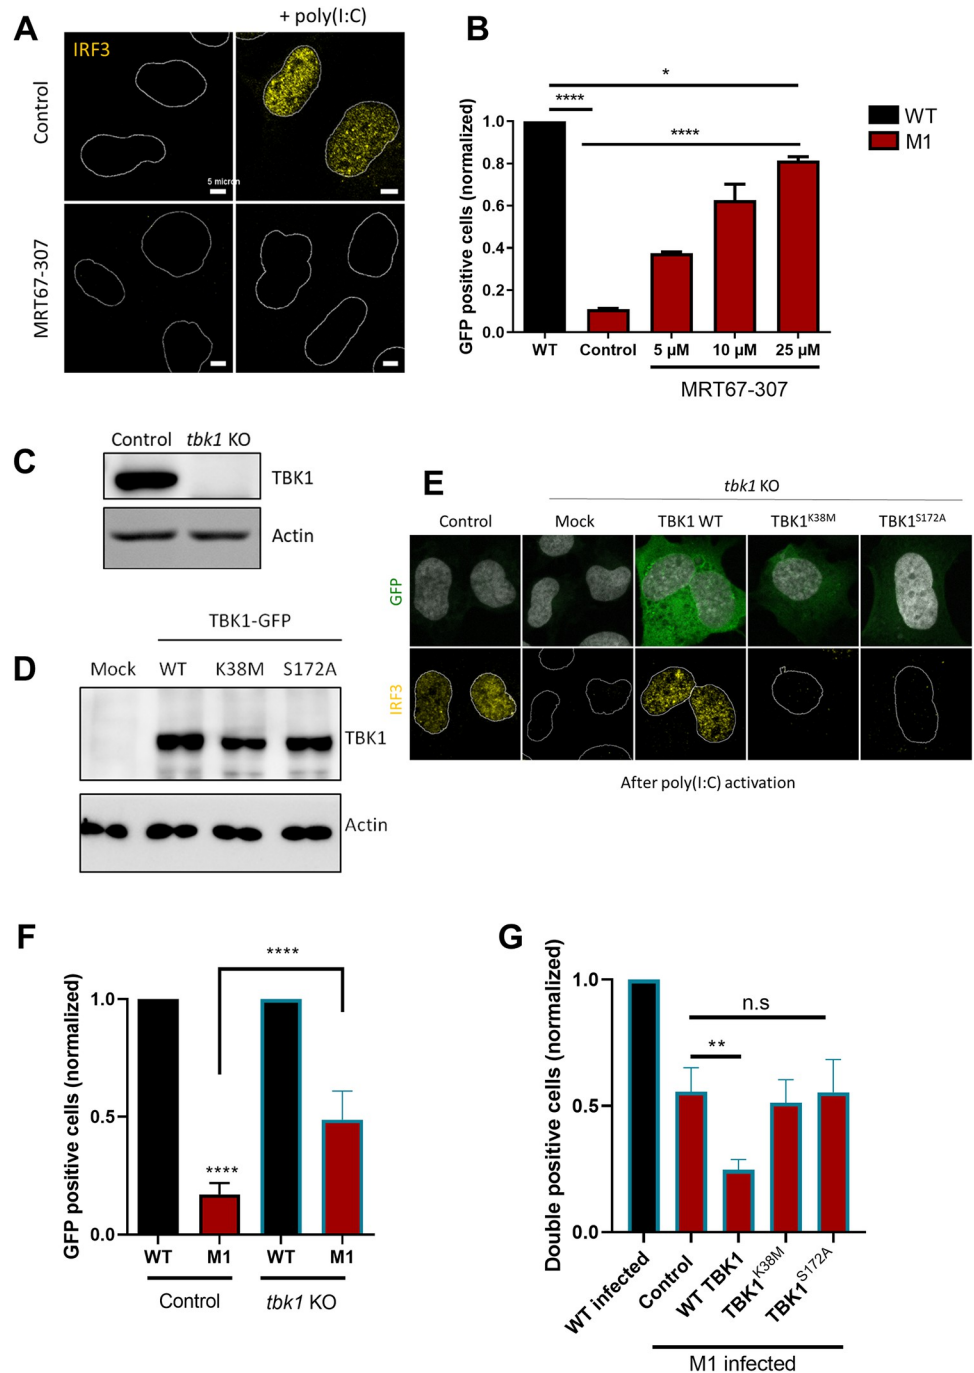 A
+ poly(I:C)
IRF3
Control
5 micron
MRT67-307
B
*
****
****
GFP positive cells (normalized)
1.0
0.8
0.6
0.4
0.2
0.0
WT
Control
5 µM
10 µM
25 µM
MRT67-307
WT
M1
C
Control
tbk1 KO
TBK1
Actin
D
TBK1-GFP
Mock
WT
K38M
S172A
TBK1
Actin
E
tbk1 KO
Control
Mock
TBK1 WT
TBK1K38M
TBK1S172A
GFP
IRF3
After poly(I:C) activation
F
****
GFP positive cells (normalized)
1.0
0.5
0.0
****
WT
M1
WT
M1
Control
tbk1 KO
G
Double positive cells (normalized)
1.0
0.5
0.0
n.s
**
WT infected
Control
WT TBK1
TBK1K38M
TBK1S172A
M1 infected